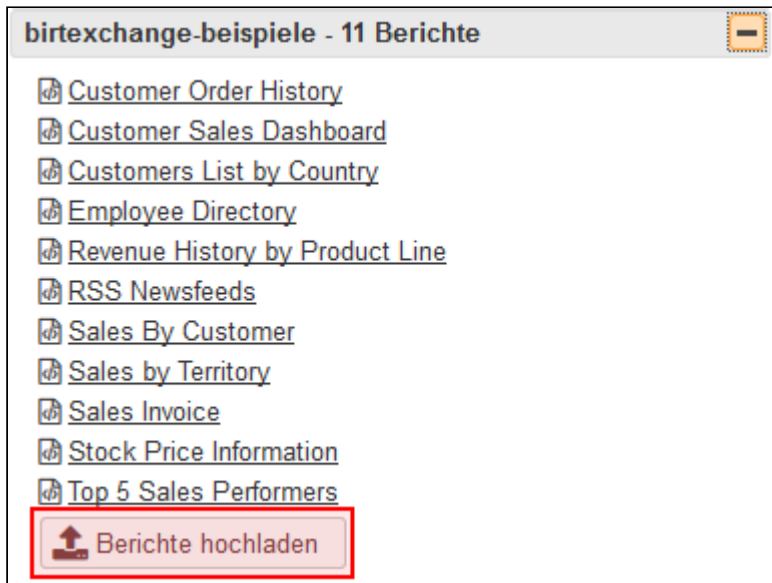 birtexchange-beispiele - 11 Berichte
Customer Order History
Customer Sales Dashboard
Customers List by Country
Employee Directory
Revenue History by Product Line
RSS Newsfeeds
Sales By Customer
Sales by Territory
Sales Invoice
Stock Price Information
Top 5 Sales Performers
Berichte hochladen